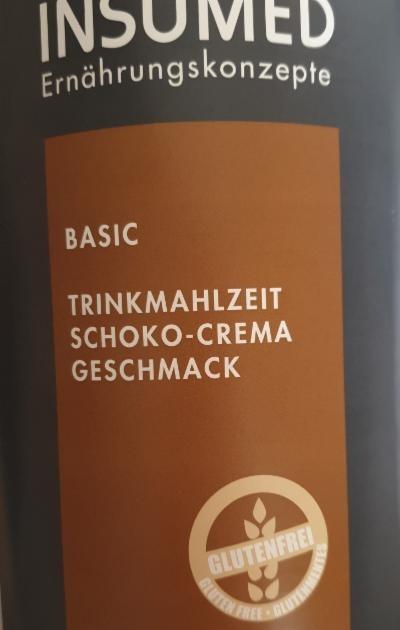 INSUMED
Ernährungskonzepte
BASIC
TRINKMAHLZEIT
SCHOKO-CREMA
GESCHMACK
GLUTENFREI
GLUTEN FREE •